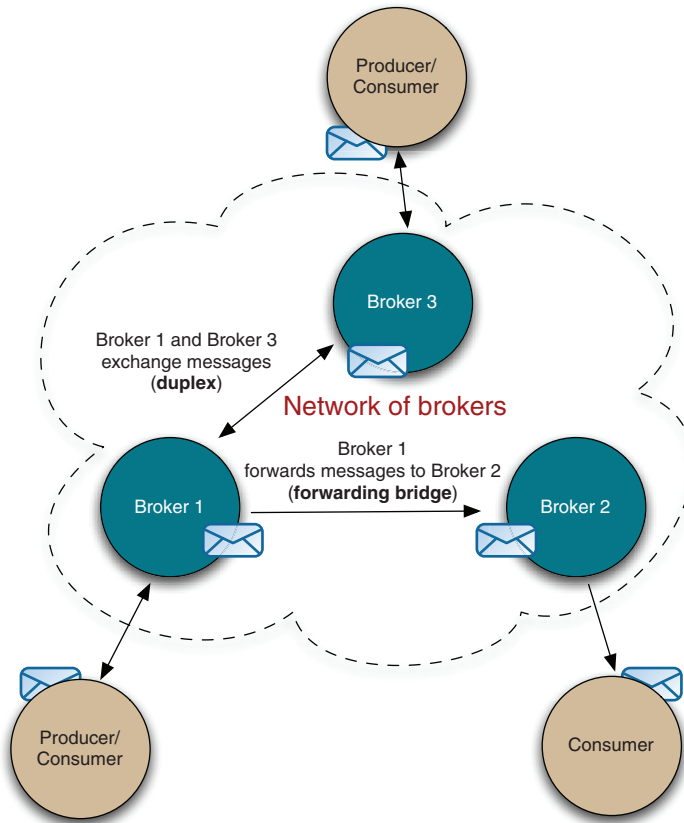 Producer/
Consumer
Broker 3
Broker 1 and Broker 3
exchange messages
(duplex)
Network of brokers
Broker 1
forwards messages to Broker 2
(forwarding bridge)
Broker 1
Broker 2
Producer/
Consumer
Consumer